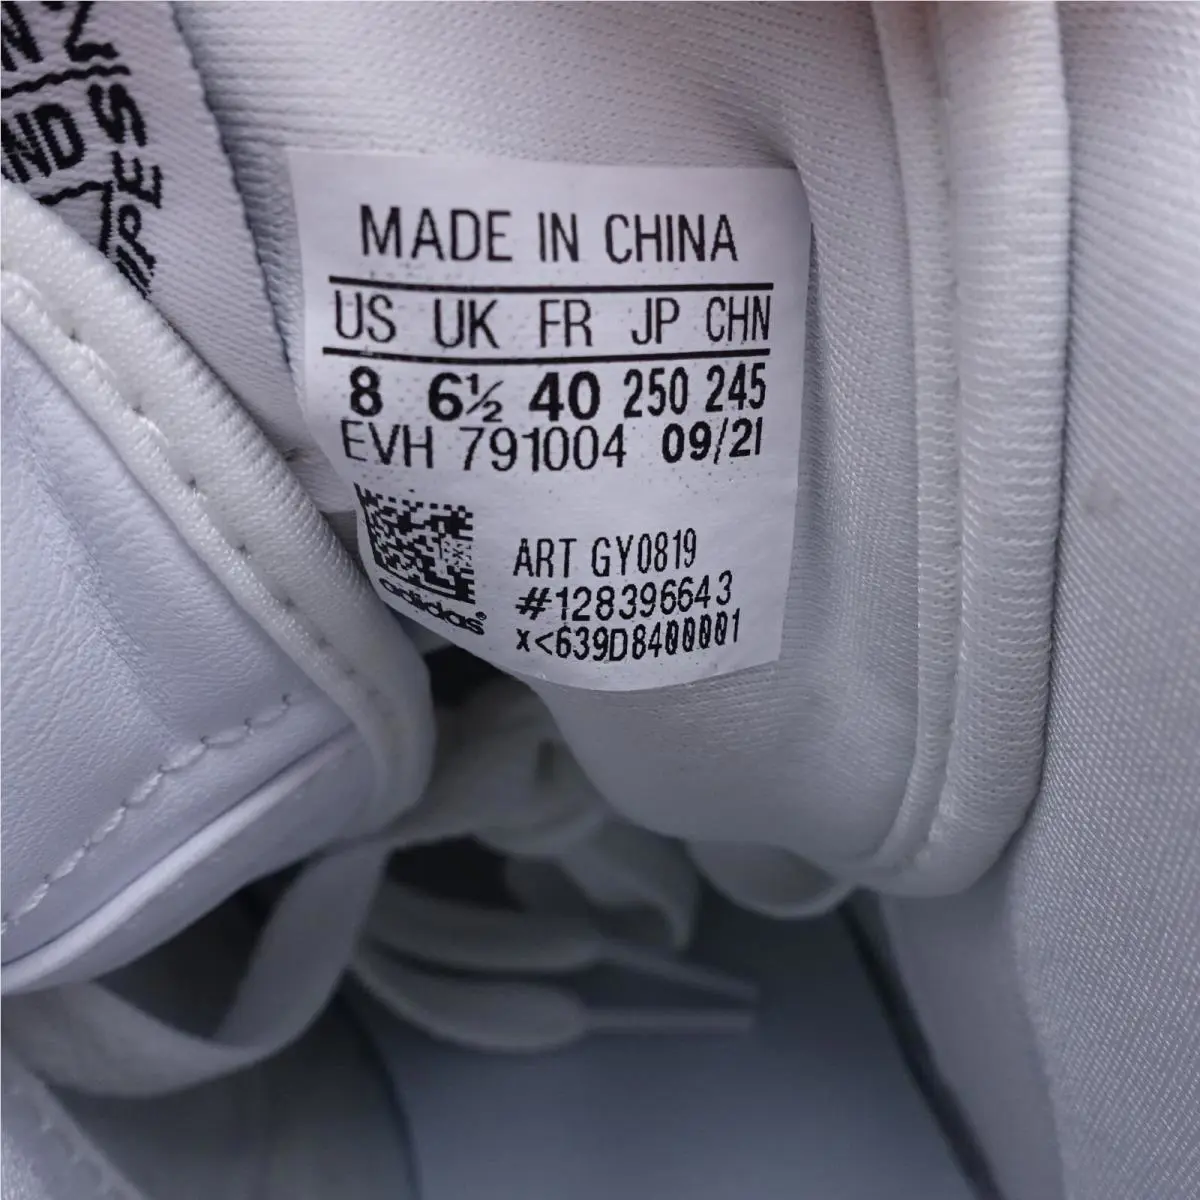 ND
MADE IN CHINA
US UK FR JP CHN
8 6½ 40 250 245
EVH 791004 09/21
adidas
ART GY0819
#128396643
x<639D8400001